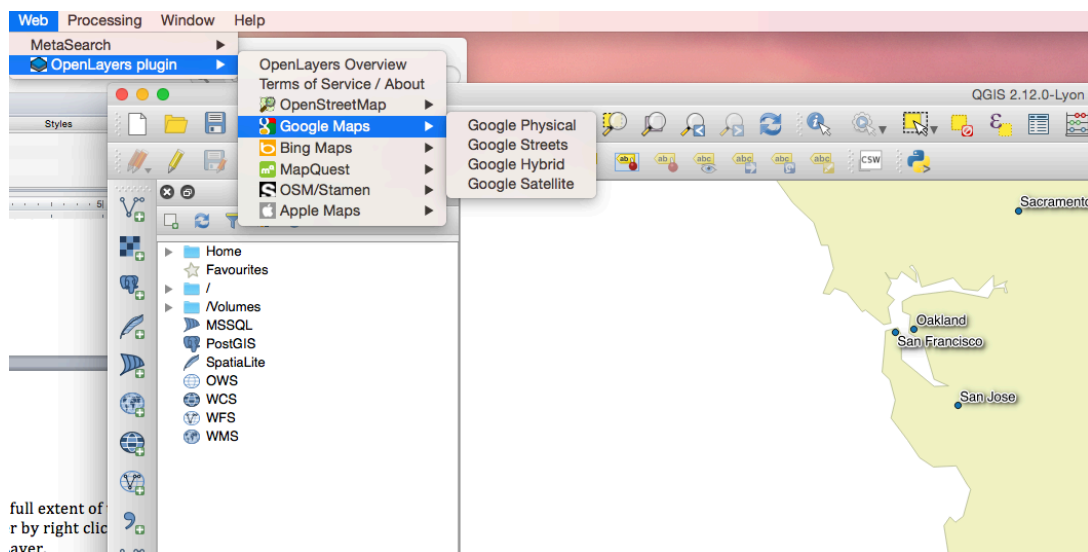 Web Processing Window Help
MetaSearch
OpenLayers plugin
OpenLayers Overview
Terms of Service / About
OpenStreetMap
Google Maps
Bing Maps
MapQuest
OSM/Stamen
Apple Maps
Google Physical
Google Streets
Google Hybrid
Google Satellite
QGIS 2.12.0-Lyon
Styles
CSW
Home
Favourites
/
/Volumes
MSSQL
PostGIS
SpatiaLite
OWS
WCS
WFS
WMS
Sacramento
Oakland
San Francisco
San Jose
full extent of
r by right clic
aver.